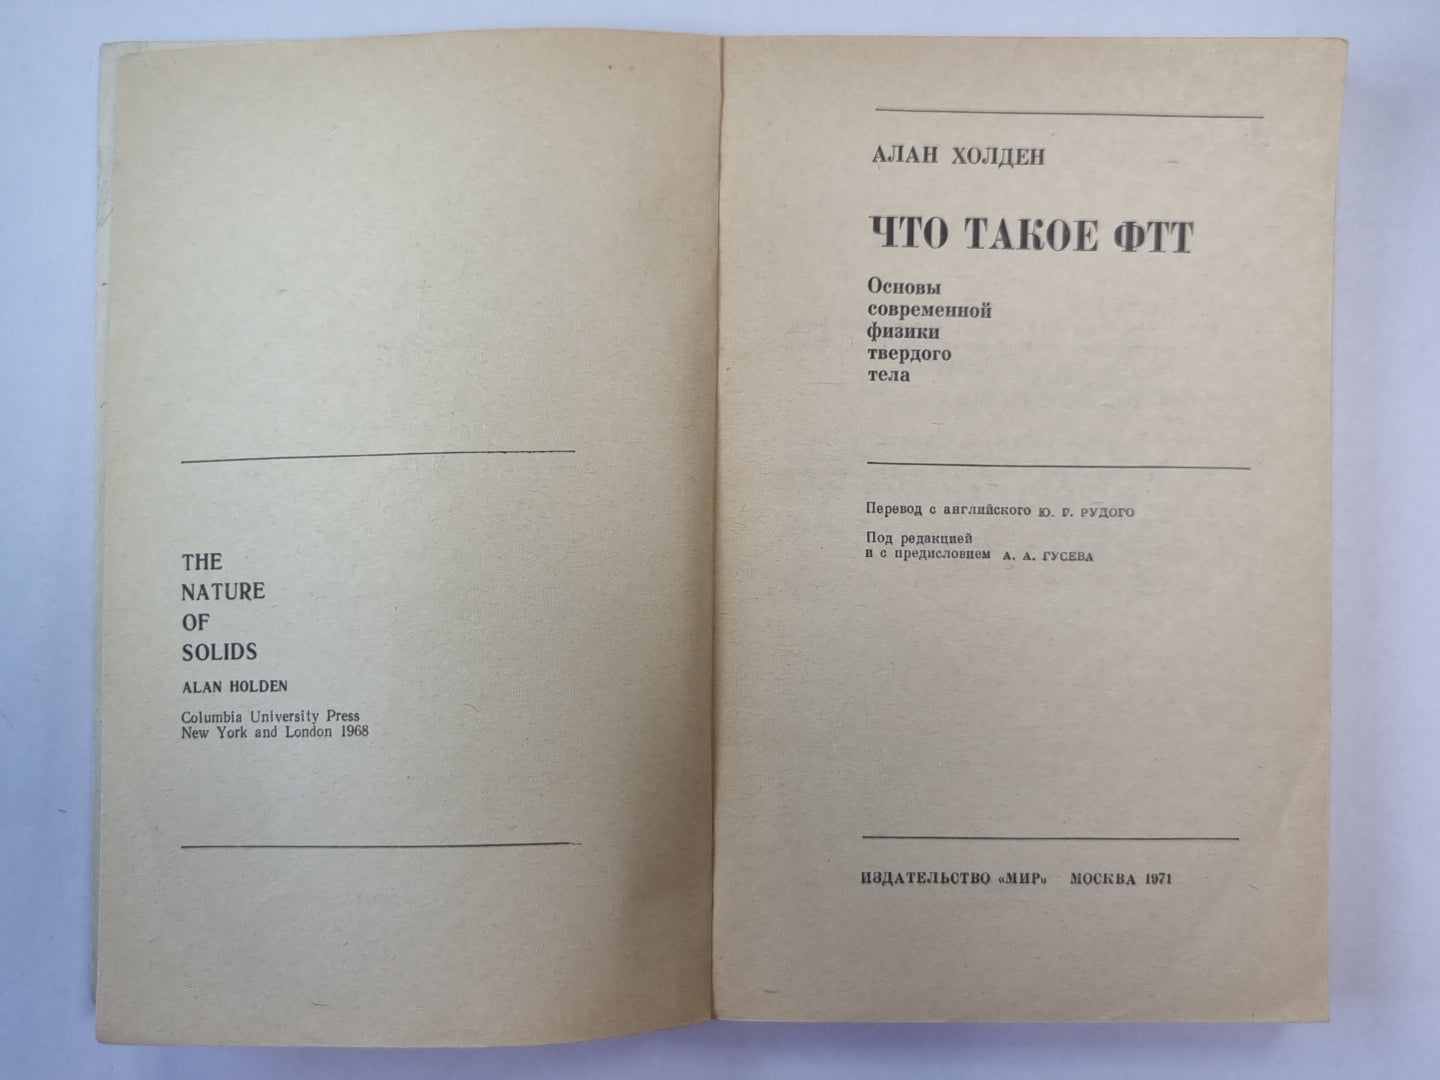 THE
NATURE
OF
SOLIDS
ALAN HOLDEN
Columbia University Press
New York and London 1968
АЛАН ХОЛДЕН
ЧТО ТАКОЕ ФТТ
Основы
современной
физики
твердого
тела
Перевод с английского Ю. Г. РУДОГО
Под редакцией
и с предисловием А. А. ГУСЕВА
ИЗДАТЕЛЬСТВО «МИР» МОСКВА 1971